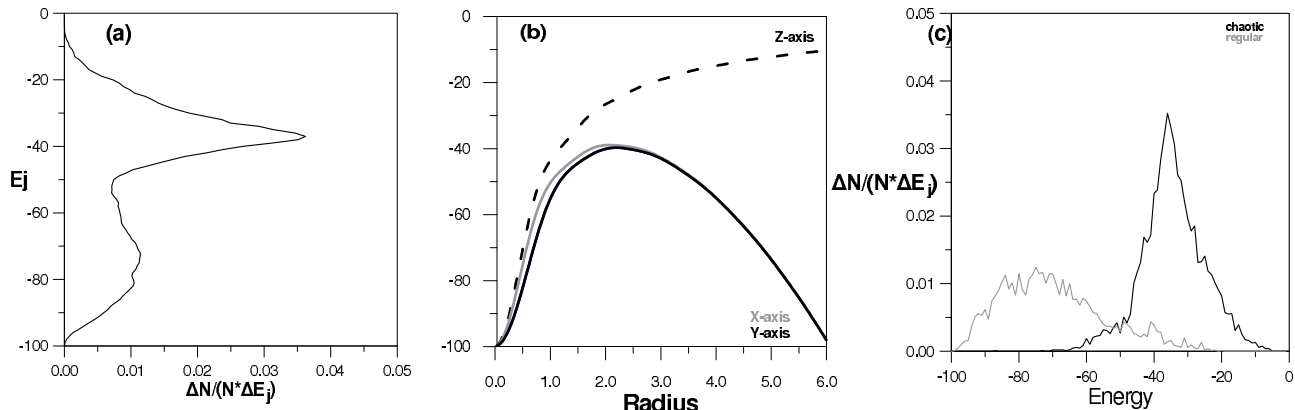 (a)
0
-20
-40
-60
-80
-100
Ej
0.00 0.01 0.02 0.03 0.04 0.05
ΔN/(N*ΔEj)
(b)
Z-axis
0
-20
-40
-60
-80
-100
X-axis
Y-axis
0.0 1.0 2.0 3.0 4.0 5.0 6.0
Radius
(c)
chaotic
regular
0.05
0.04
0.03
0.02
0.01
0.00
ΔN/(N*ΔEj)
-100 -80 -60 -40 -20 0
Energy